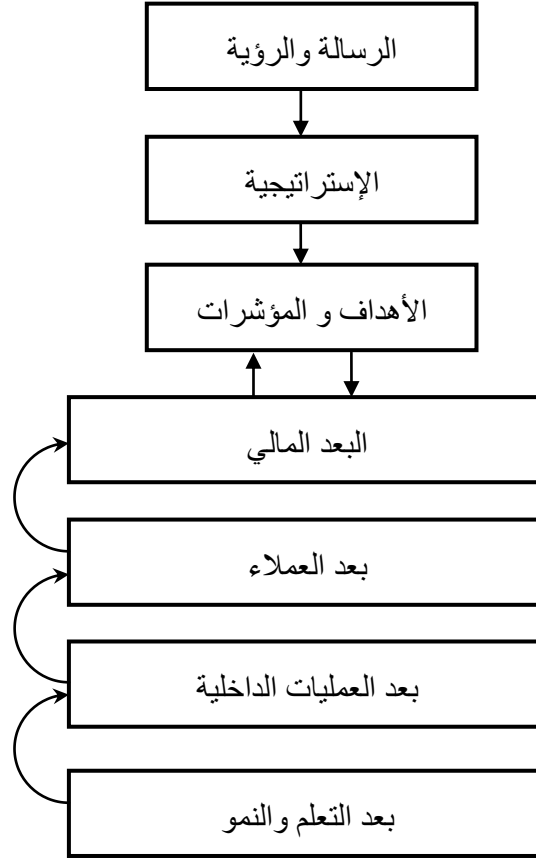 الرسالة والرؤية
الإستراتيجية
الأهداف و المؤشرات
البعد المالي
بعد العملاء
بعد العمليات الداخلية
بعد التعلم والنمو